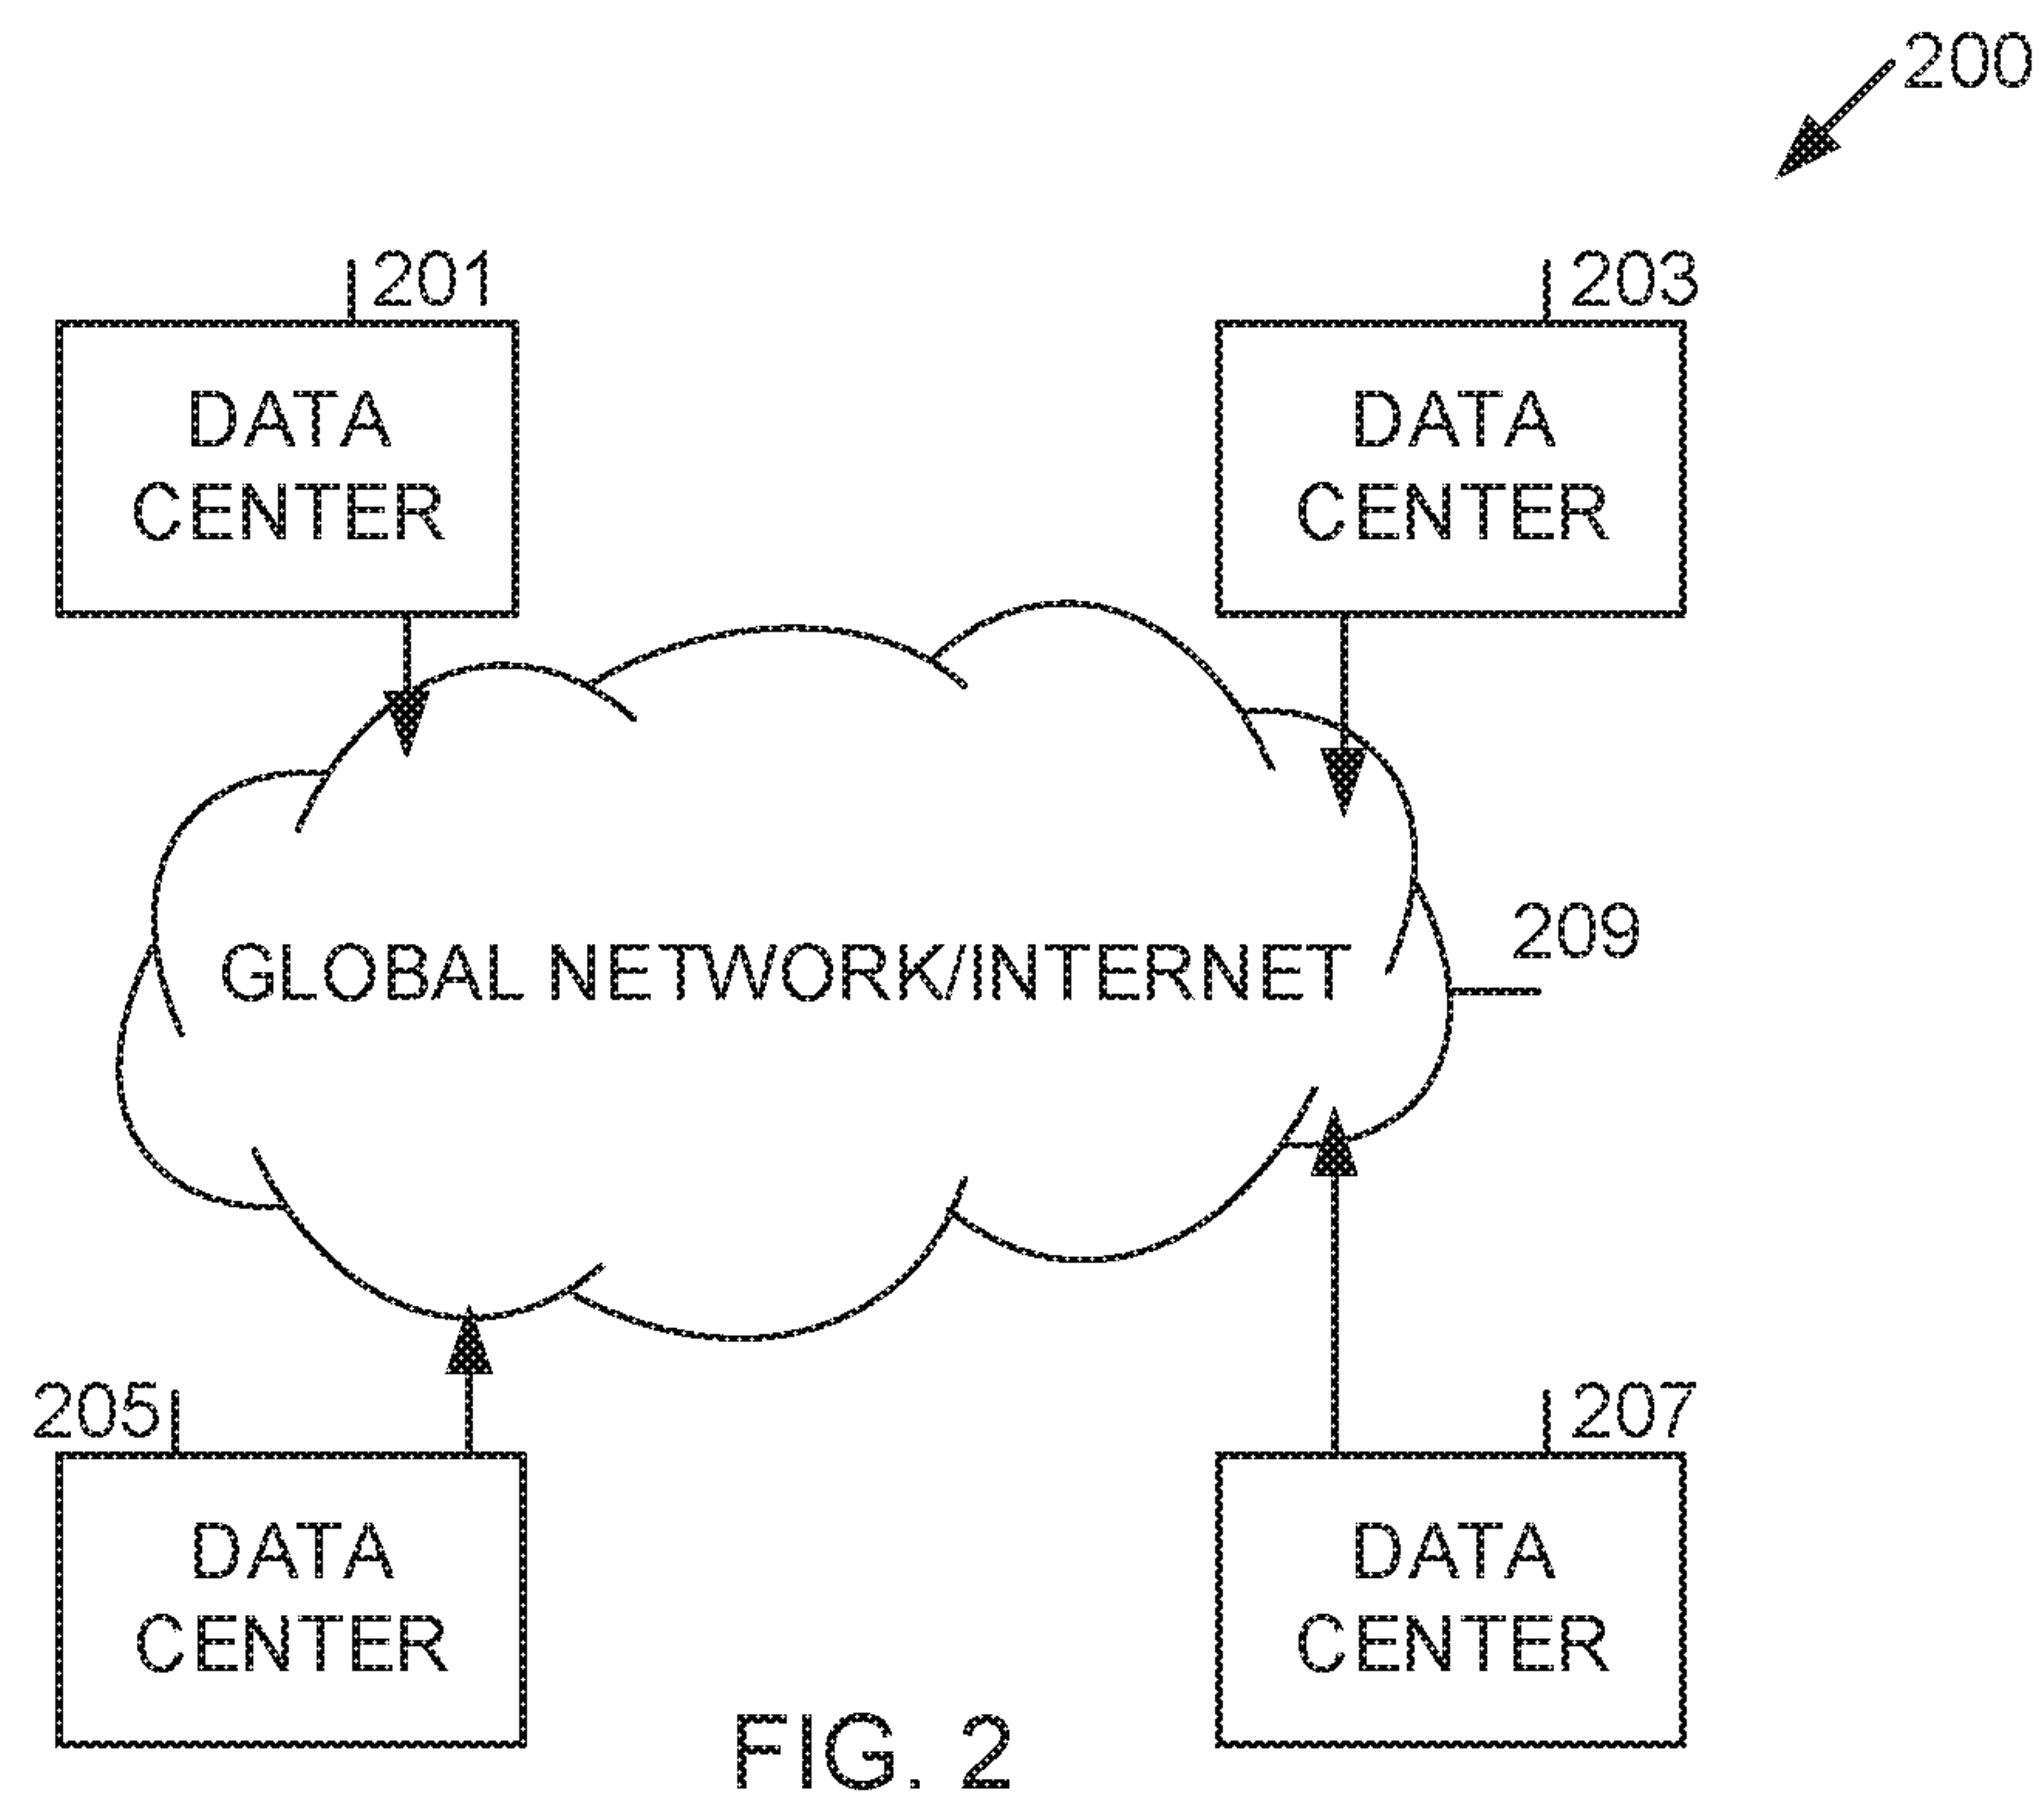 200
201
203
DATA
CENTER
DATA
CENTER
GLOBAL NETWORK/INTERNET
209
205
207
DATA
CENTER
DATA
CENTER
FIG. 2